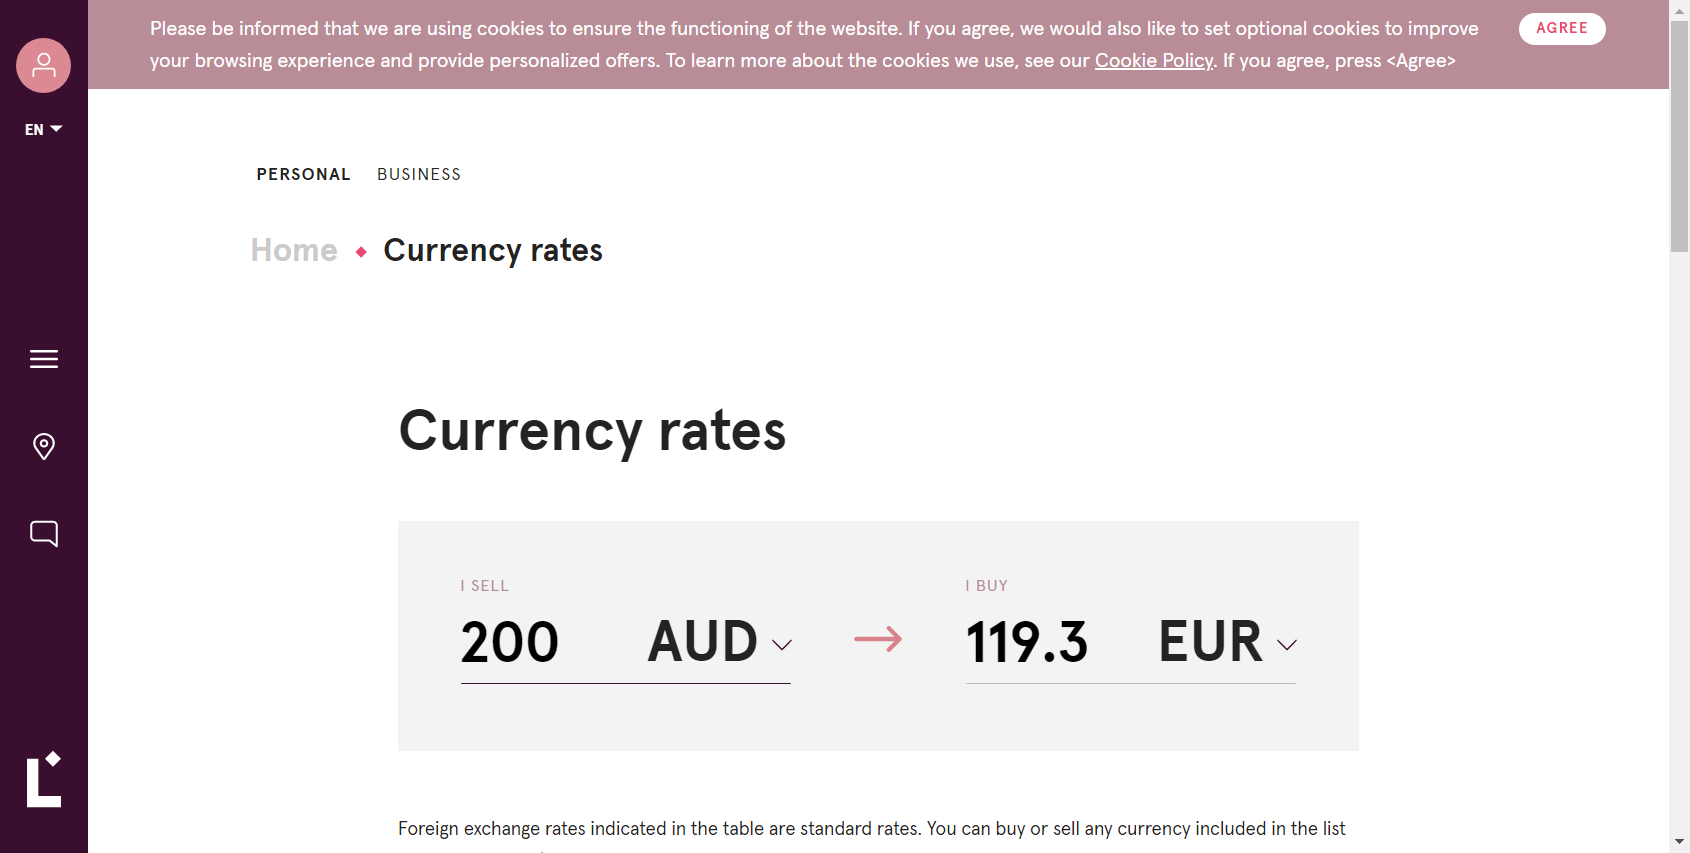 Please be informed that we are using cookies to ensure the functioning of the website. If you agree, we would also like to set optional cookies to improve
your browsing experience and provide personalized offers. To learn more about the cookies we use, see our Cookie Policy. If you agree, press <Agree>
AGREE
EN
PERSONAL BUSINESS
Home Currency rates
Currency rates
I SELL
200 AUD
I BUY
119.3 EUR
Foreign exchange rates indicated in the table are standard rates. You can buy or sell any currency included in the list